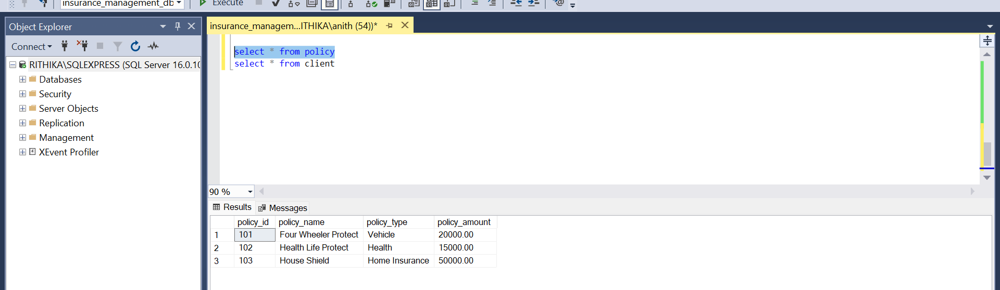 insurance_management_db
Execute
Object Explorer
insurance_managem...ITHIKA\anith (54))*
Connect
RITHIKA\SQLEXPRESS (SQL Server 16.0.10
Databases
Security
Server Objects
Replication
Management
XEvent Profiler
select * from policy
select * from client
90 %
Results
Messages
policy_id policy_name policy_type policy_amount
1 101 Four Wheeler Protect Vehicle 20000.00
2 102 Health Life Protect Health 15000.00
3 103 House Shield Home Insurance 50000.00